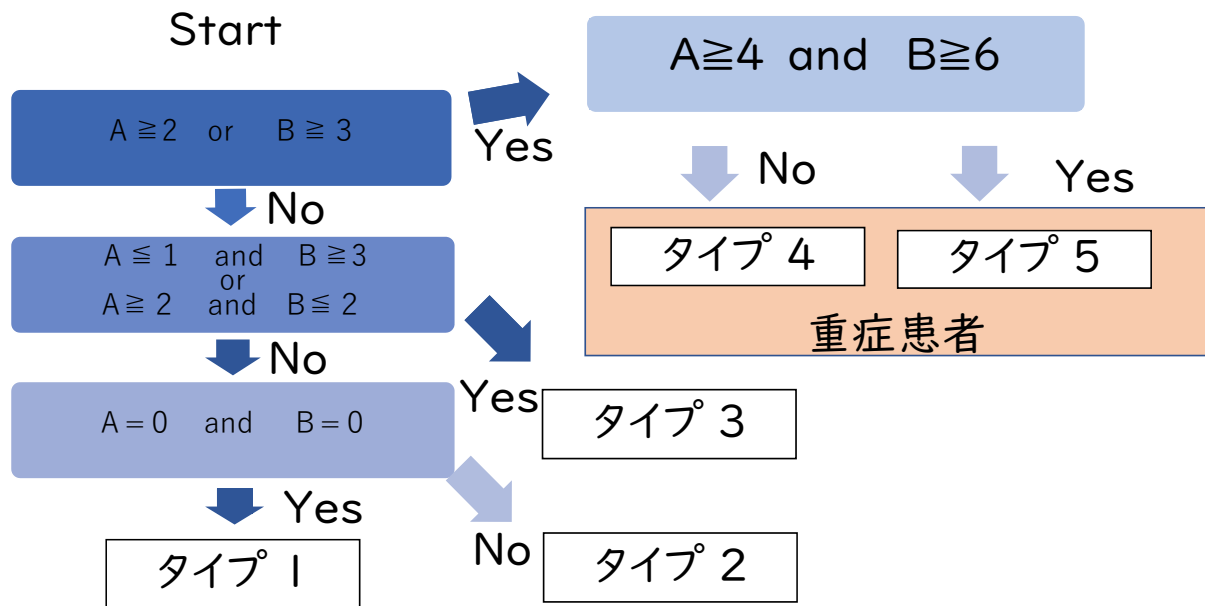 Start
A ≧2 or B ≧ 3
Yes
A≧4 and B≧6
No
Yes
タイプ 4
タイプ 5
重症患者
No
A ≦ 1 and B ≧3
or
A≧ 2 and B≦ 2
Yes
タイプ 3
No
A=0 and B=0
Yes
タイプ 1
No
タイプ 2